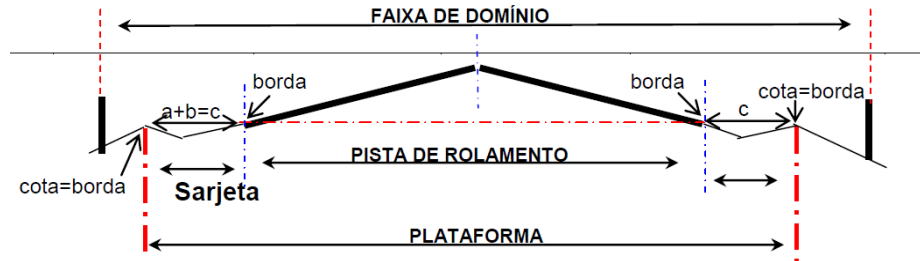 FAIXA DE DOMÍNIO
borda
borda
cota=borda
a+b=c
c
cota=borda
Sarjeta
PISTA DE ROLAMENTO
PLATAFORMA